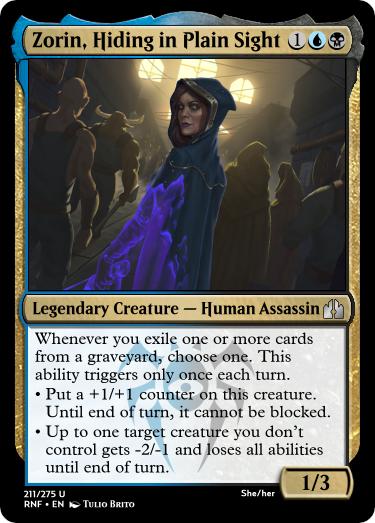 Zorin, Hiding in Plain Sight 1
Legendary Creature — Human Assassin
Whenever you exile one or more cards
from a graveyard, choose one. This
ability triggers only once each turn.
• Put a +1/+1 counter on this creature.
Until end of turn, it cannot be blocked.
• Up to one target creature you don't
control gets -2/-1 and loses all abilities
until end of turn.
1/3
211/275 U
She/her
RNF • EN Tulio Brito